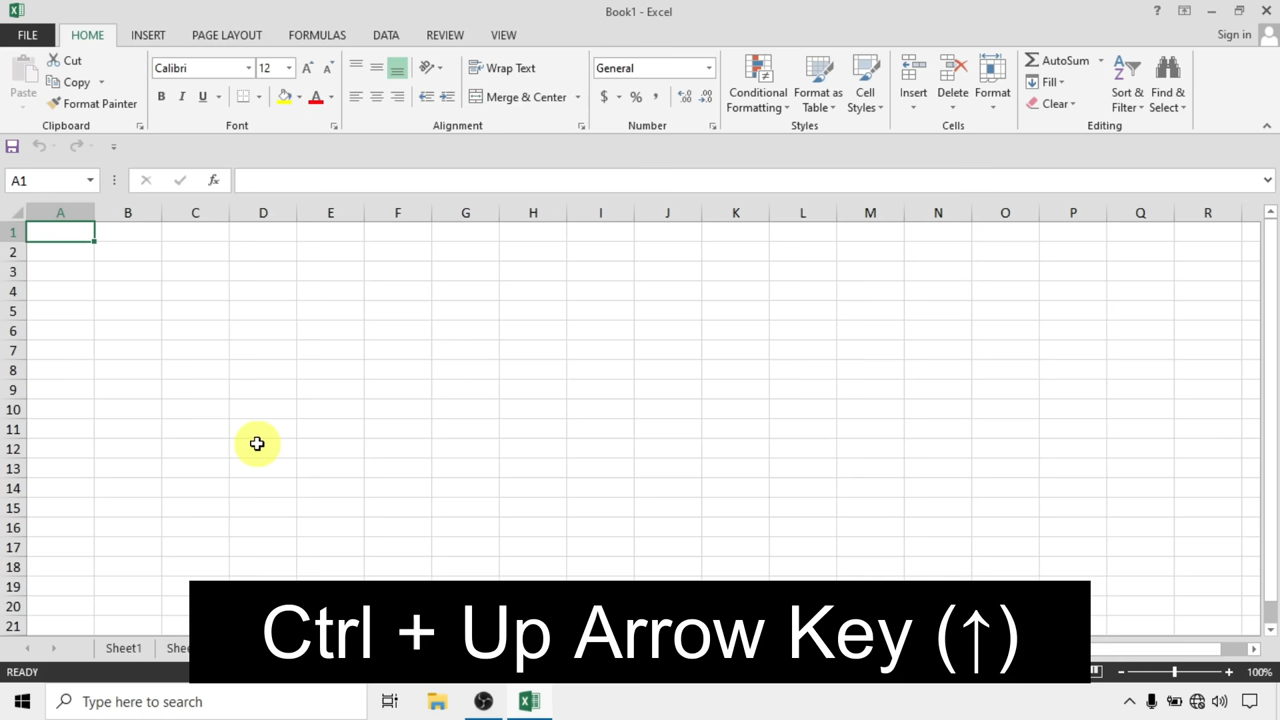 Book1 - Excel
?
FILE HOME INSERT PAGE LAYOUT FORMULAS DATA REVIEW VIEW Sign in
Cut
Copy
Format Painter
Paste
Clipboard
Calibri 12
B I U
Font
Wrap Text
Merge & Center
Alignment
General
$ % ,
Number
Conditional Formatting
Format as Table
Cell Styles
Styles
Insert Delete Format
Cells
AutoSum
Fill
Clear
Sort & Filter
Find & Select
Editing
A1 fx
A B C D E F G H I J K L M N O P Q R
1
2
3
4
5
6
7
8
9
10
11
12
13
14
15
16
17
18
19
20
21
Ctrl + Up Arrow Key (↑)
Sheet1
READY 100%
Type here to search